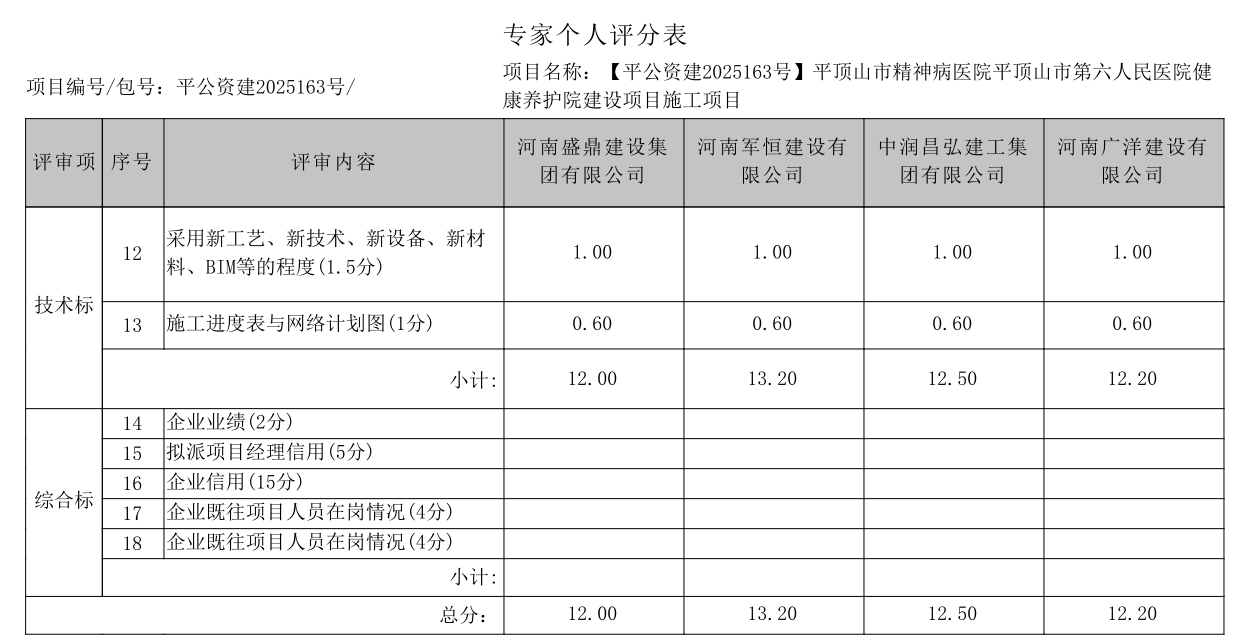 专家个人评分表
项目编号/包号：平公资建2025163号/
项目名称：【平公资建2025163号】平顶山市精神病医院平顶山市第六人民医院健
康养护院建设项目施工项目
评审项 序号 评审内容 河南盛鼎建设集团有限公司 河南军恒建设有限公司 中润昌弘建工集团有限公司 河南广洋建设有限公司
技术标
12 采用新工艺、新技术、新设备、新材
料、BIM等的程度(1.5分) 1.00 1.00 1.00 1.00
13 施工进度表与网络计划图(1分) 0.60 0.60 0.60 0.60
小计: 12.00 13.20 12.50 12.20
综合标
14 企业业绩(2分)
15 拟派项目经理信用(5分)
16 企业信用(15分)
17 企业既往项目人员在岗情况(4分)
18 企业既往项目人员在岗情况(4分)
小计:
总分： 12.00 13.20 12.50 12.20